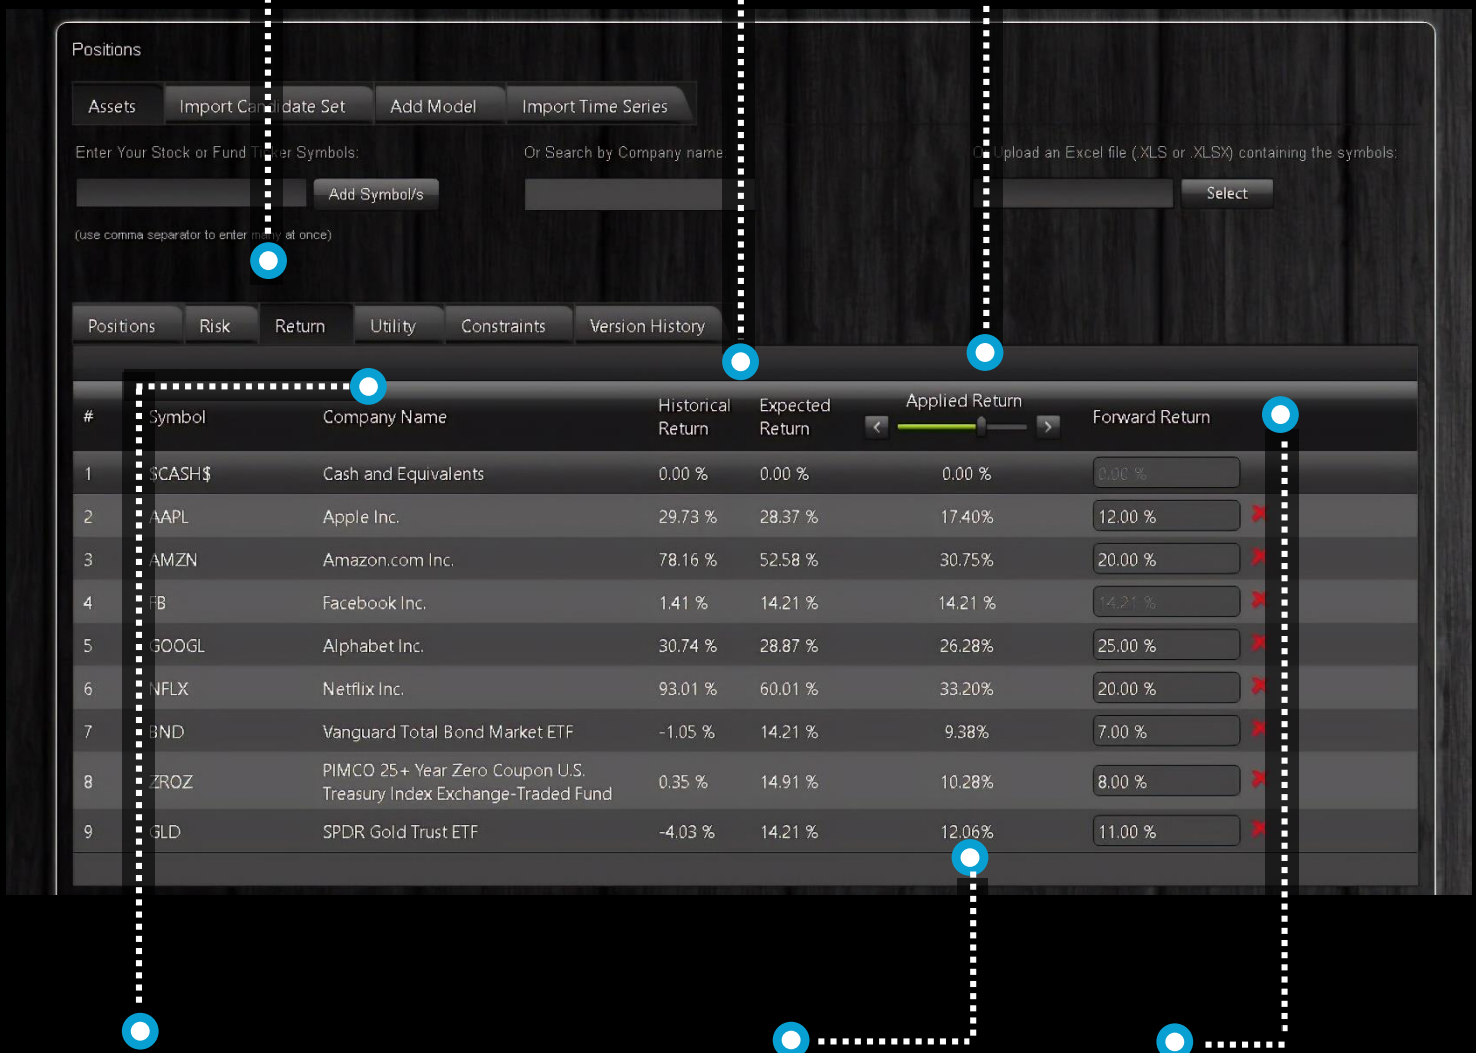 Positions
Assets Import Candidate Set Add Model Import Time Series
Enter Your Stock or Fund Ticker Symbols: Or Search by Company name: Or Upload an Excel file (.XLS or .XLSX) containing the symbols:
Add Symbol/s Select
(use comma separator to enter many at once)
Positions Risk Return Utility Constraints Version History
# Symbol Company Name Historical Return Expected Return Applied Return < > Forward Return
1 $CASH$ Cash and Equivalents 0.00 % 0.00 % 0.00 % 0.00 %
2 AAPL Apple Inc. 29.73 % 28.37 % 17.40% 12.00 %
3 AMZN Amazon.com Inc. 78.16 % 52.58 % 30.75% 20.00 %
4 FB Facebook Inc. 1.41 % 14.21 % 14.21 % 14.21 %
5 GOOGL Alphabet Inc. 30.74 % 28.87 % 26.28% 25.00 %
6 NFLX Netflix Inc. 93.01 % 60.01 % 33.20% 20.00 %
7 BND Vanguard Total Bond Market ETF -1.05 % 14.21 % 9.38% 7.00 %
8 ZROZ PIMCO 25+ Year Zero Coupon U.S. Treasury Index Exchange-Traded Fund 0.35 % 14.91 % 10.28% 8.00 %
9 GLD SPDR Gold Trust ETF -4.03 % 14.21 % 12.06% 11.00 %